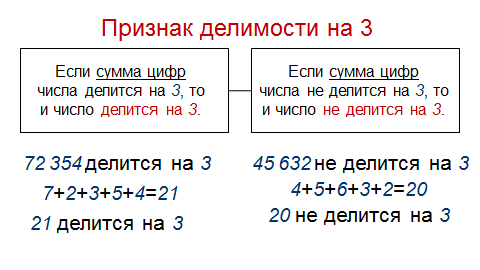 Признак делимости на 3
Если сумма цифр
числа делится на 3, то
и число делится на 3.
Если сумма цифр
числа не делится на 3, то
и число не делится на 3.
72 354 делится на 3
7+2+3+5+4=21
21 делится на 3
45 632 не делится на 3
4+5+6+3+2=20
20 не делится на 3